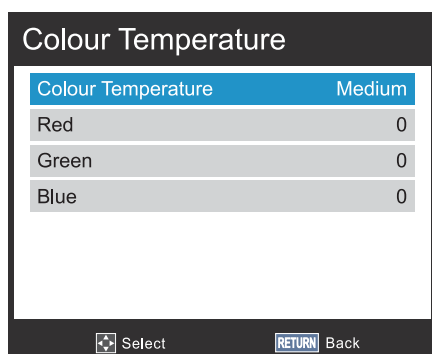 Colour Temperature
Colour Temperature Medium
Red 0
Green 0
Blue 0
Select RETURN Back